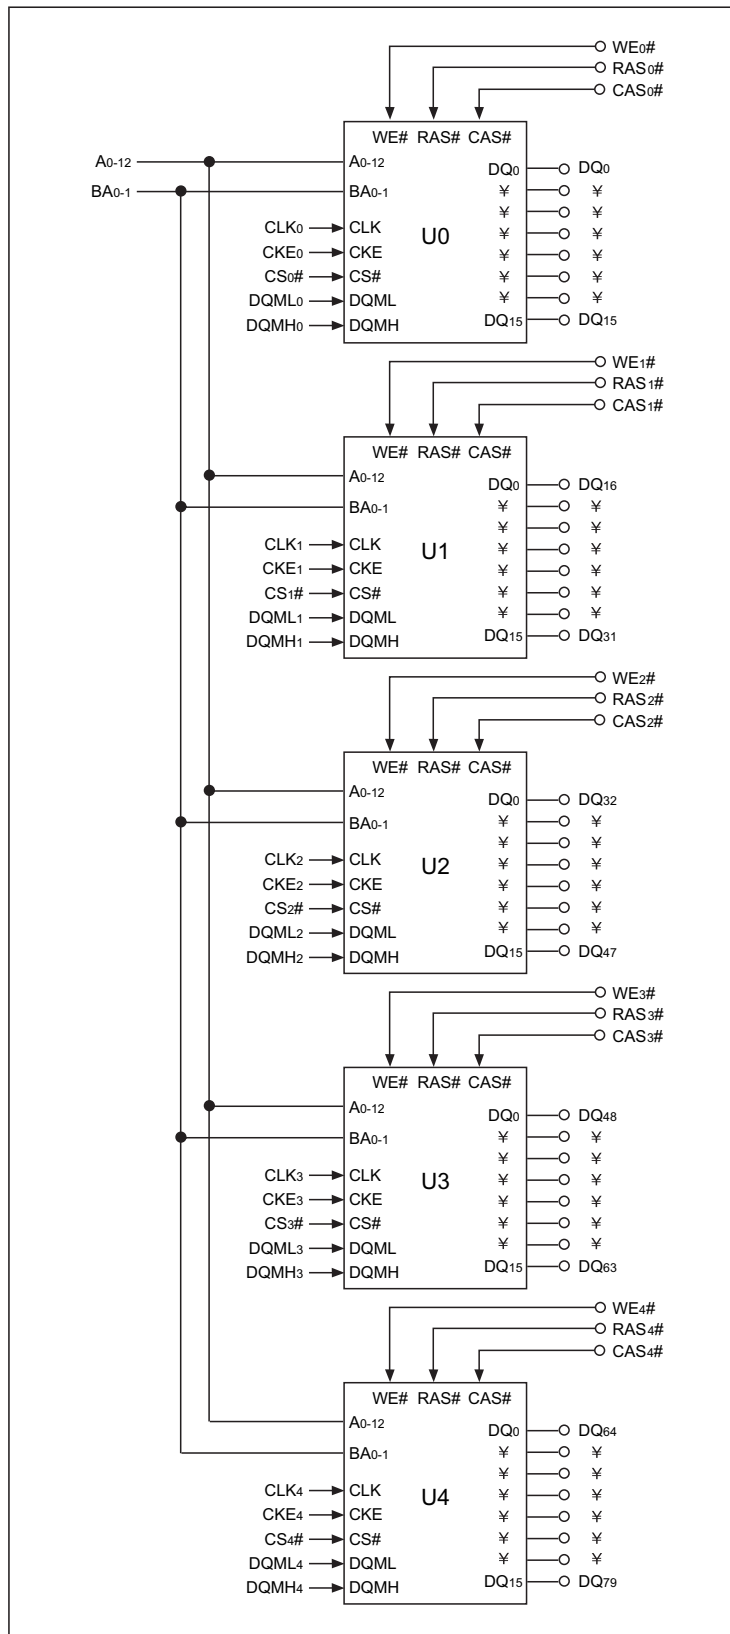 WE0#
RAS0#
CAS0#
WE# RAS# CAS#
A0-12 A0-12 DQ0 DQ0
BA0-1 BA0-1 ¥ ¥
¥ ¥
CLK0 CLK U0 ¥ ¥
CKE0 CKE ¥ ¥
CS0# CS# ¥ ¥
DQML0 DQML ¥ ¥
DQMH0 DQMH DQ15 DQ15
WE1#
RAS1#
CAS1#
WE# RAS# CAS#
A0-12 DQ0 DQ16
BA0-1 ¥ ¥
¥ ¥
CLK1 CLK U1 ¥ ¥
CKE1 CKE ¥ ¥
CS1# CS# ¥ ¥
DQML1 DQML ¥ ¥
DQMH1 DQMH DQ15 DQ31
WE2#
RAS2#
CAS2#
WE# RAS# CAS#
A0-12 DQ0 DQ32
BA0-1 ¥ ¥
¥ ¥
CLK2 CLK U2 ¥ ¥
CKE2 CKE ¥ ¥
CS2# CS# ¥ ¥
DQML2 DQML ¥ ¥
DQMH2 DQMH DQ15 DQ47
WE3#
RAS3#
CAS3#
WE# RAS# CAS#
A0-12 DQ0 DQ48
BA0-1 ¥ ¥
¥ ¥
CLK3 CLK U3 ¥ ¥
CKE3 CKE ¥ ¥
CS3# CS# ¥ ¥
DQML3 DQML ¥ ¥
DQMH3 DQMH DQ15 DQ63
WE4#
RAS4#
CAS4#
WE# RAS# CAS#
A0-12 DQ0 DQ64
BA0-1 ¥ ¥
¥ ¥
CLK4 CLK U4 ¥ ¥
CKE4 CKE ¥ ¥
CS4# CS# ¥ ¥
DQML4 DQML ¥ ¥
DQMH4 DQMH DQ15 DQ79